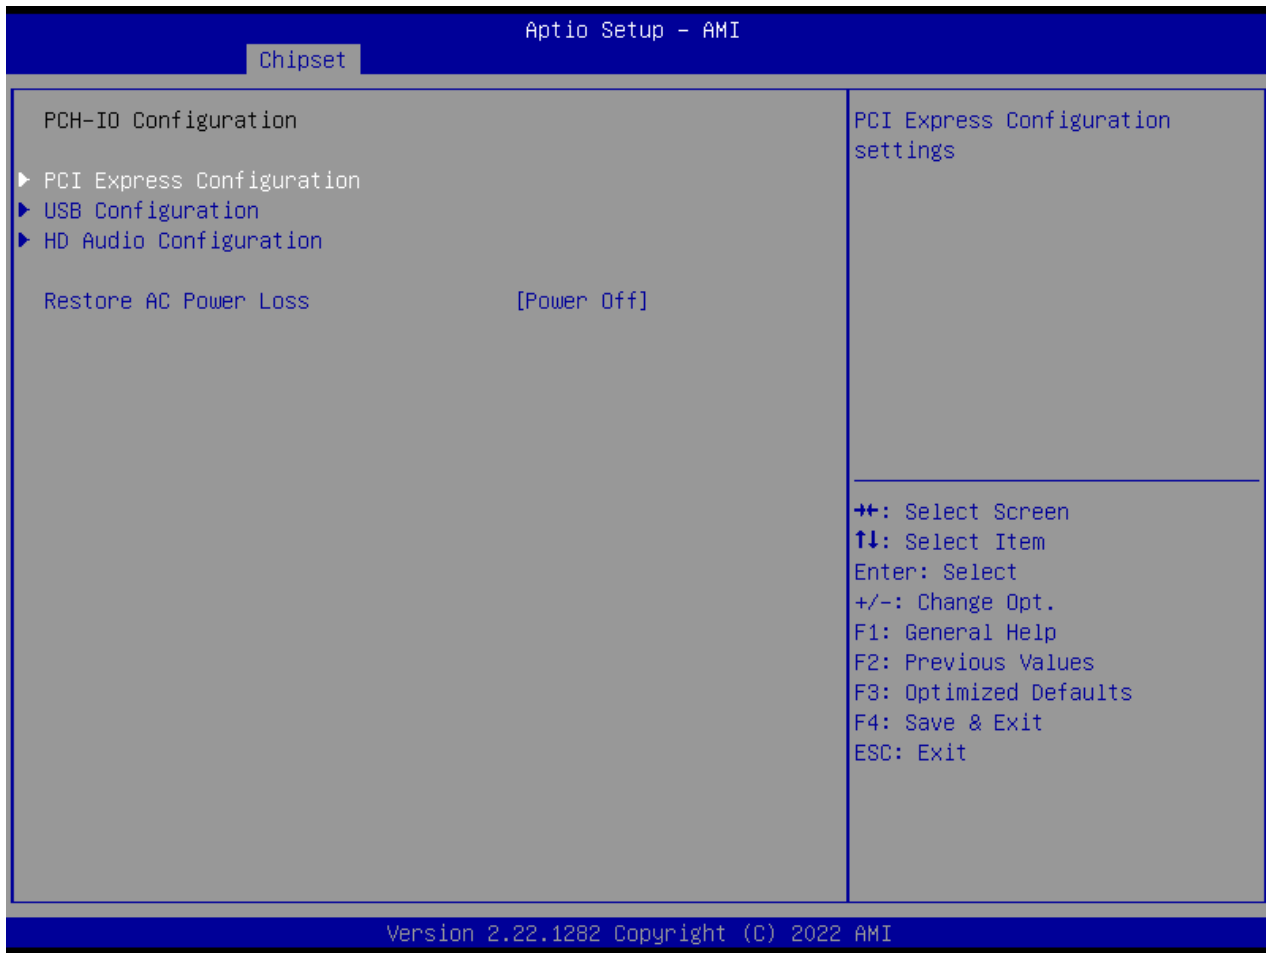 Aptio Setup – AMI
Chipset
PCH-IO Configuration
PCI Express Configuration
USB Configuration
HD Audio Configuration
Restore AC Power Loss [Power Off]
PCI Express Configuration
settings
→←: Select Screen
↑↓: Select Item
Enter: Select
+/-: Change Opt.
F1: General Help
F2: Previous Values
F3: Optimized Defaults
F4: Save & Exit
ESC: Exit
Version 2.22.1282 Copyright (C) 2022 AMI